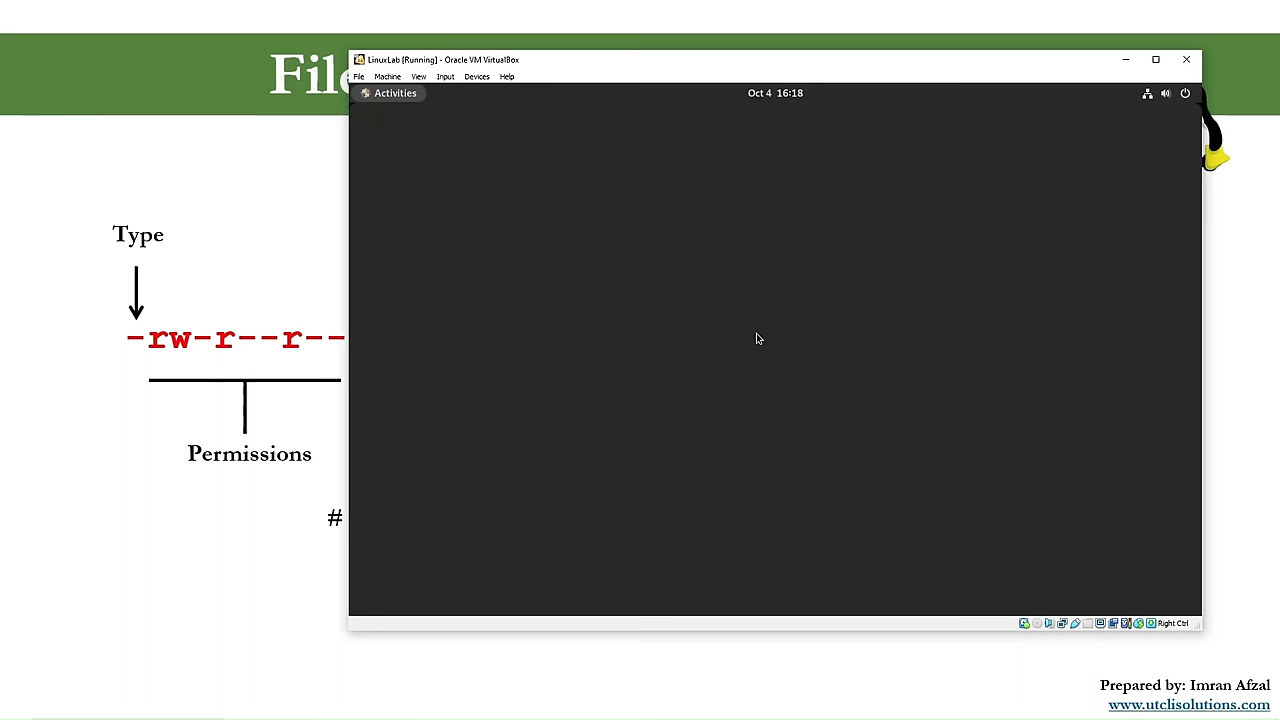 File
LinuxLab [Running] - Oracle VM VirtualBox
File Machine View Input Devices Help
Activities
Oct 4 16:18
Type
-rw-r--r--
Permissions
#
Right Ctrl
Prepared by: Imran Afzal
www.utclisolutions.com